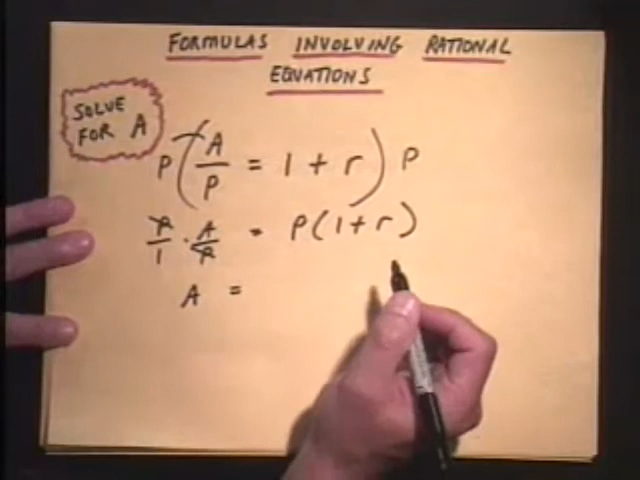 FORMULAS INVOLVING RATIONAL
EQUATIONS
SOLVE
FOR A
P(A/P = 1 + r) P
P/1 · A/P = P(1+r)
A =